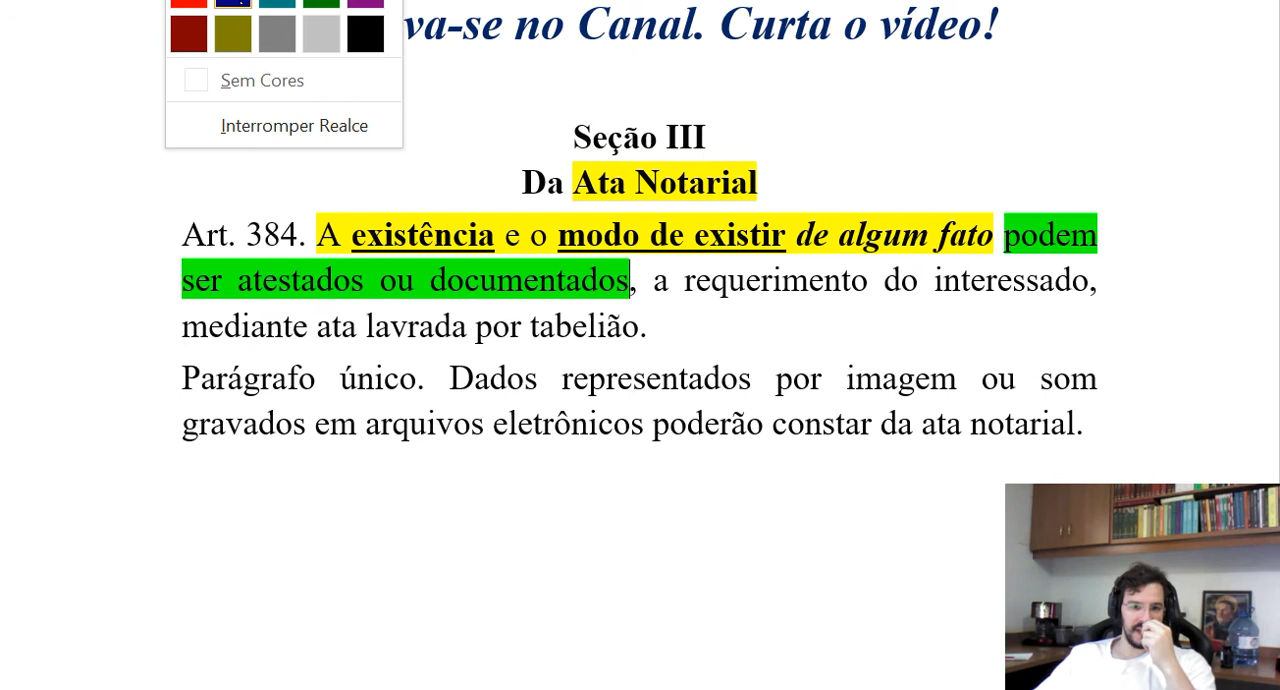 va-se no Canal. Curta o vídeo!
Sem Cores
Interromper Realce
Seção III
Da Ata Notarial
Art. 384. A existência e o modo de existir de algum fato podem
ser atestados ou documentados, a requerimento do interessado,
mediante ata lavrada por tabelião.
Parágrafo único. Dados representados por imagem ou som
gravados em arquivos eletrônicos poderão constar da ata notarial.